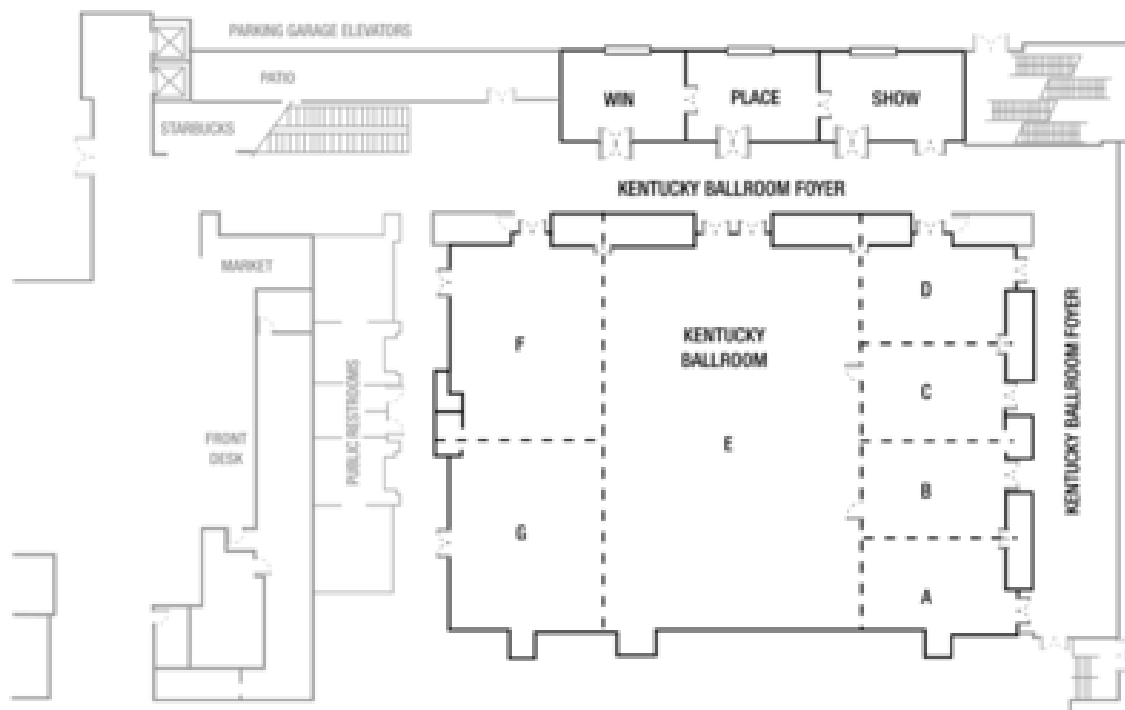 PARKING GARAGE ELEVATORS
PATIO
STARBUCKS
WIN
PLACE
SHOW
KENTUCKY BALLROOM FOYER
MARKET
FRONT
DESK
PUBLIC RESTROOMS
F
G
KENTUCKY
BALLROOM
E
D
C
B
A
KENTUCKY BALLROOM FOYER